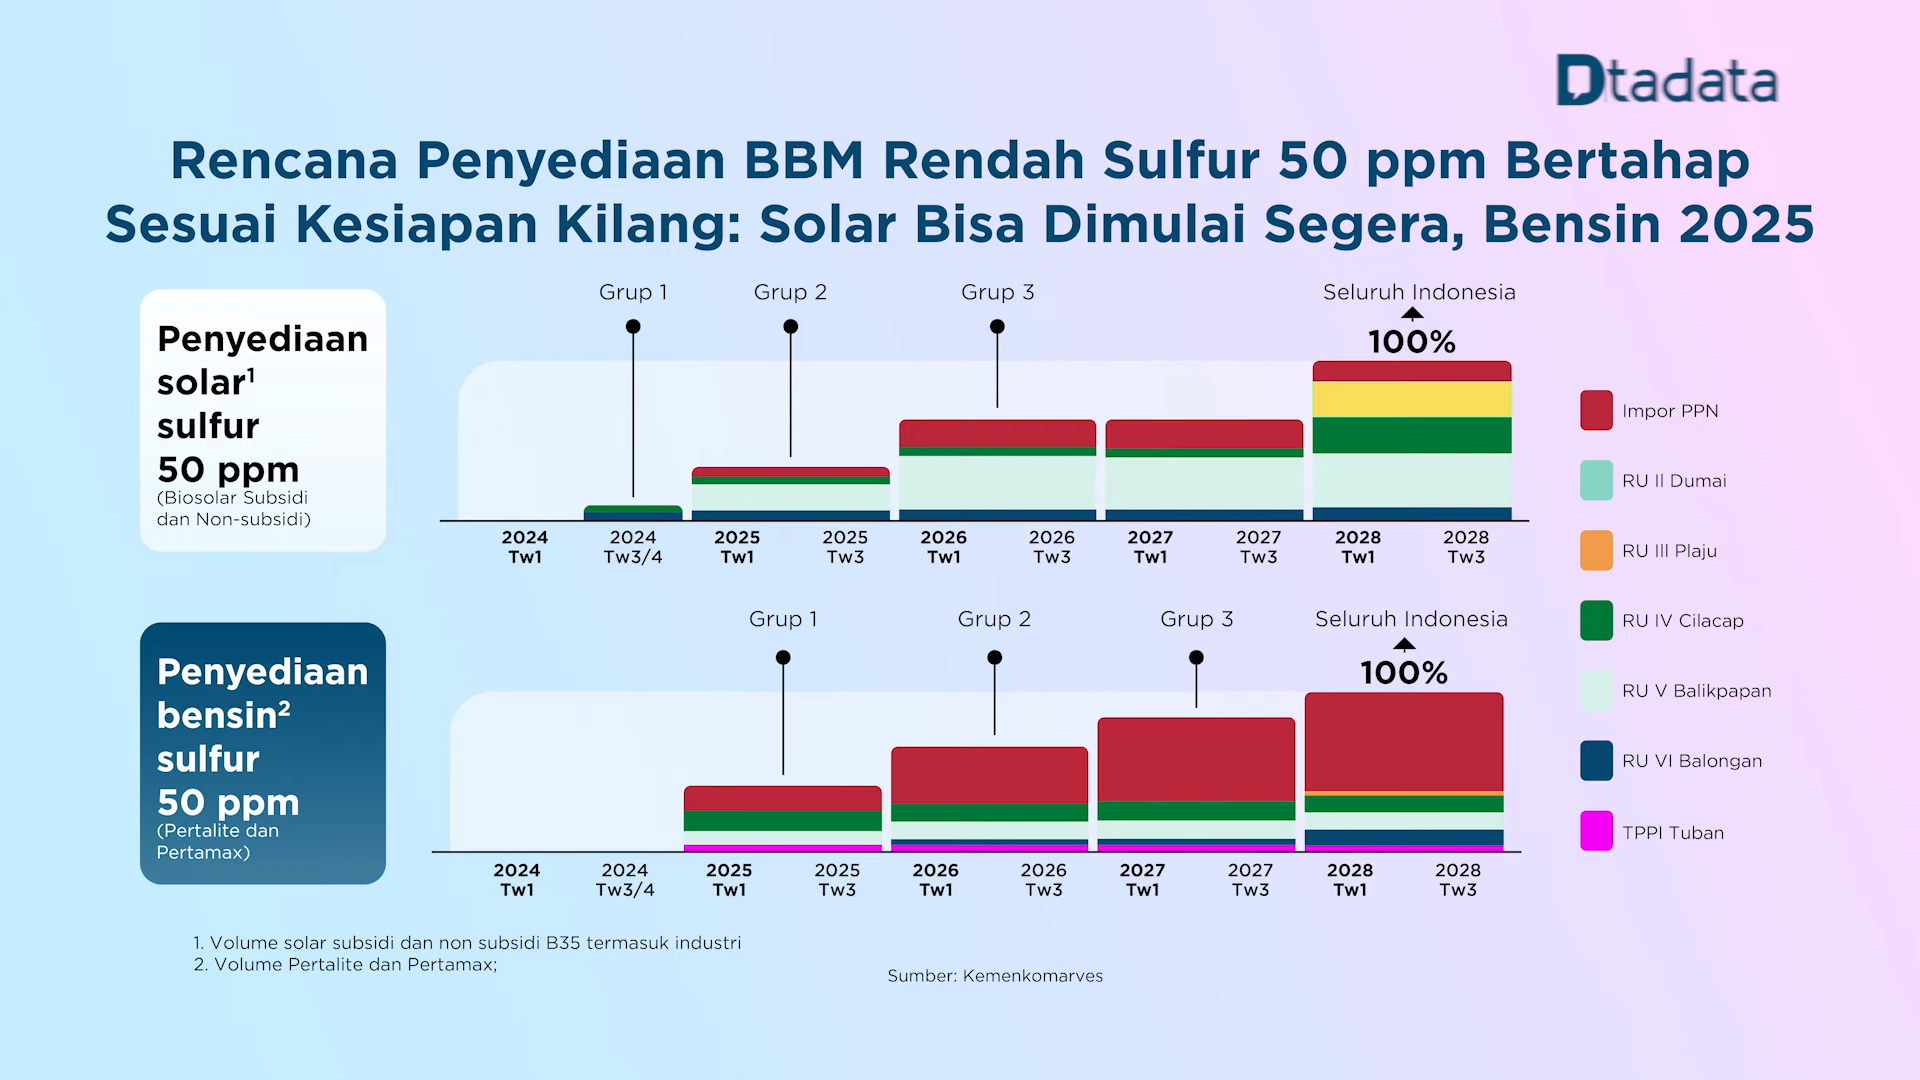 Dtadata
Rencana Penyediaan BBM Rendah Sulfur 50 ppm Bertahap
Sesuai Kesiapan Kilang: Solar Bisa Dimulai Segera, Bensin 2025
Penyediaan
solar¹
sulfur
50 ppm
(Biosolar Subsidi
dan Non-subsidi)
Grup 1
Grup 2
Grup 3
Seluruh Indonesia
100%
2024 2024 2025 2025 2026 2026 2027 2027 2028 2028
Tw1 Tw3/4 Tw1 Tw3 Tw1 Tw3 Tw1 Tw3 Tw1 Tw3
Penyediaan
bensin²
sulfur
50 ppm
(Pertalite dan
Pertamax)
Grup 1
Grup 2
Grup 3
Seluruh Indonesia
100%
2024 2024 2025 2025 2026 2026 2027 2027 2028 2028
Tw1 Tw3/4 Tw1 Tw3 Tw1 Tw3 Tw1 Tw3 Tw1 Tw3
Impor PPN
RU II Dumai
RU III Plaju
RU IV Cilacap
RU V Balikpapan
RU VI Balongan
TPPI Tuban
1. Volume solar subsidi dan non subsidi B35 termasuk industri
2. Volume Pertalite dan Pertamax;
Sumber: Kemenkomarves